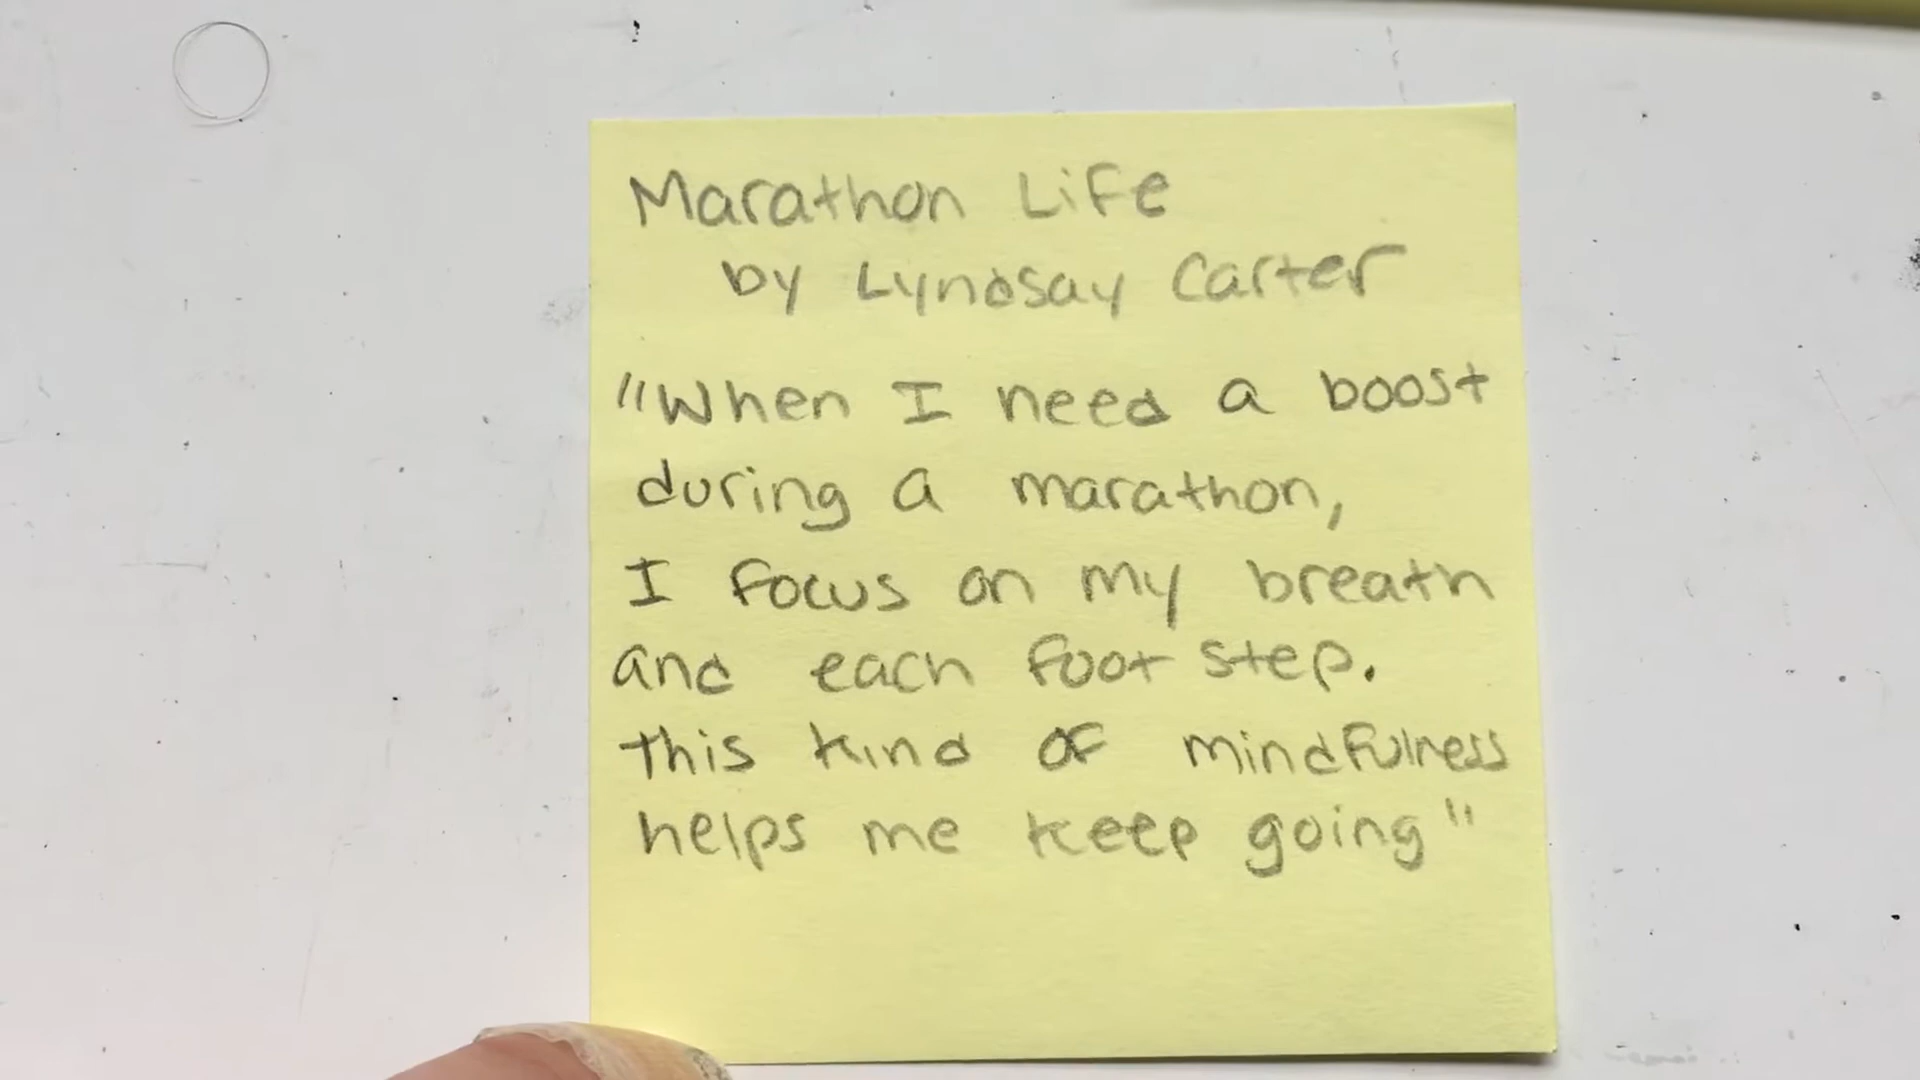 Marathon Life
by Lyndsay Carter
"When I need a boost
during a marathon,
I focus on my breath
and each foot step.
this kind of mindfulness
helps me keep going"